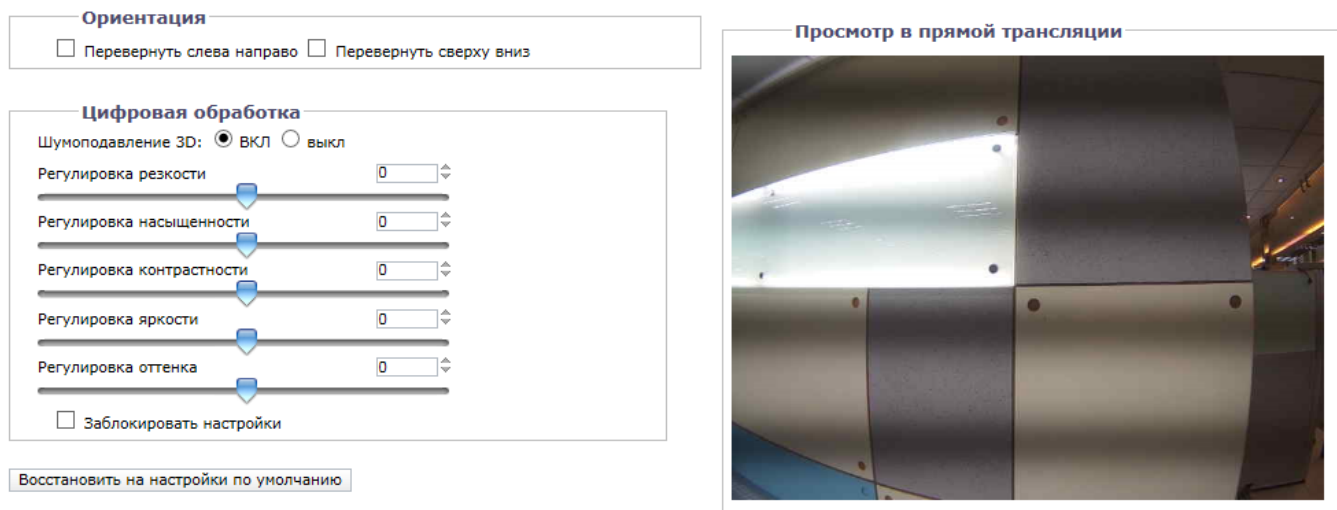 Ориентация
Перевернуть слева направо Перевернуть сверху вниз
Цифровая обработка
Шумоподавление 3D: ВКЛ выкл
Регулировка резкости 0
Регулировка насыщенности 0
Регулировка контрастности 0
Регулировка яркости 0
Регулировка оттенка 0
Заблокировать настройки
Восстановить на настройки по умолчанию
Просмотр в прямой трансляции